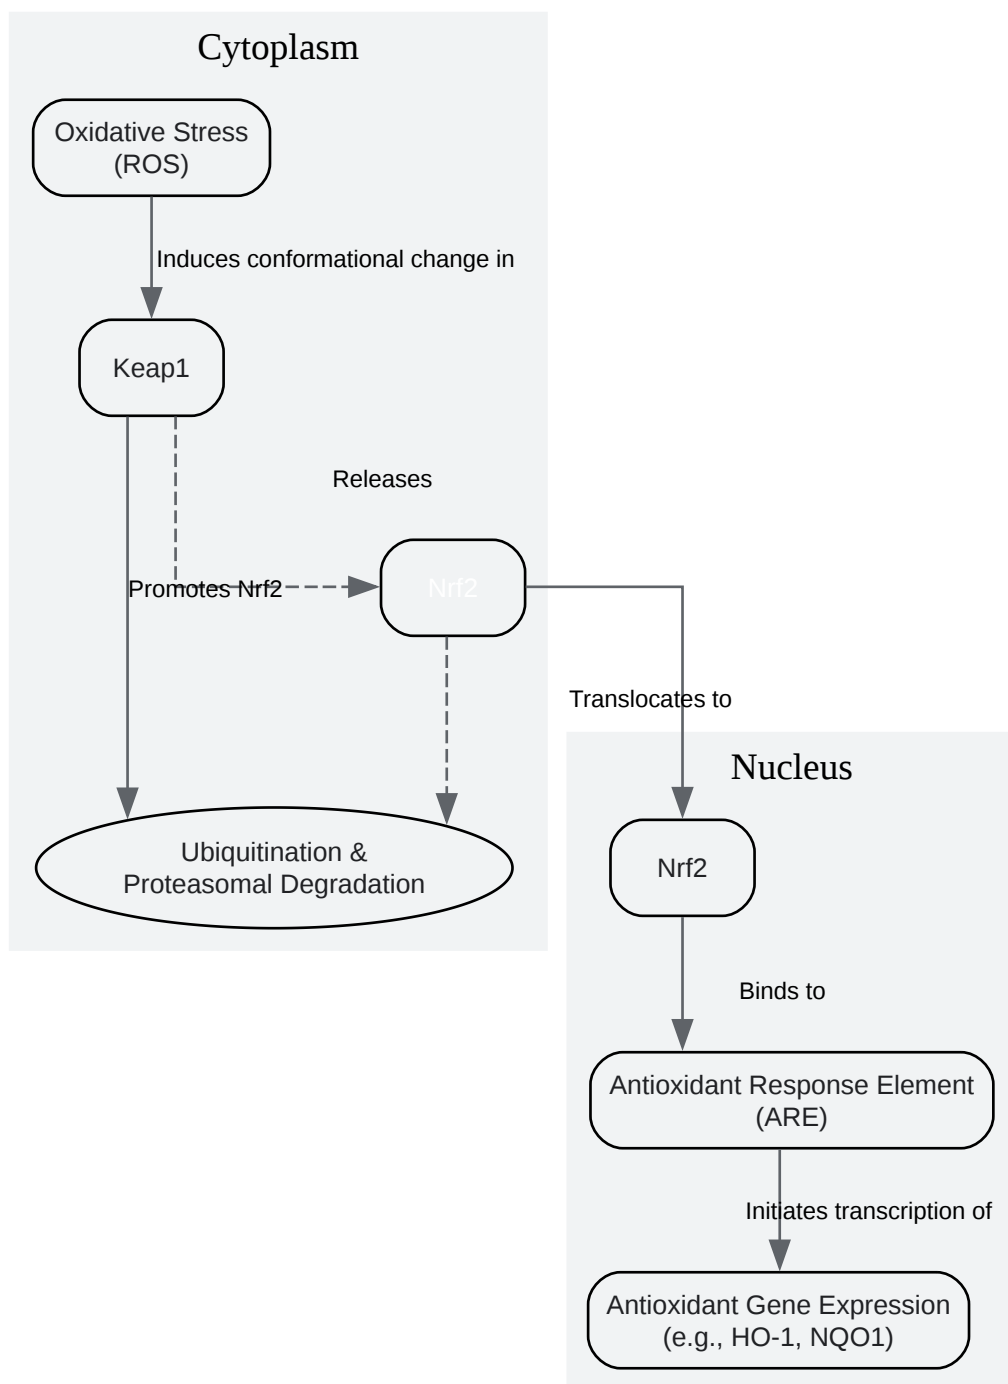 Cytoplasm
Oxidative Stress
(ROS)
Induces conformational change in
Keap1
Releases
Promotes Nrf2
Nrf2
Translocates to
Ubiquitination &
Proteasomal Degradation
Nucleus
Nrf2
Binds to
Antioxidant Response Element
(ARE)
Initiates transcription of
Antioxidant Gene Expression
(e.g., HO-1, NQO1)